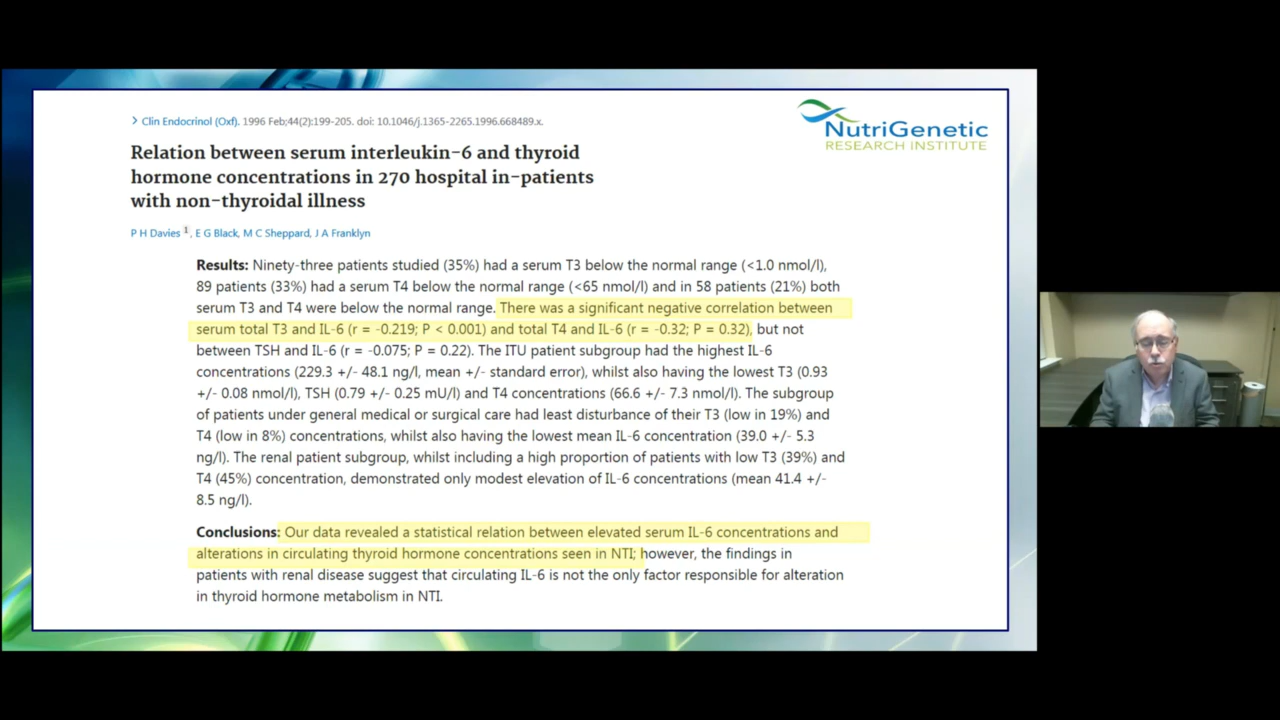 > Clin Endocrinol (Oxf). 1996 Feb;44(2):199-205. doi: 10.1046/j.1365-2265.1996.668489.x.
NutriGenetic
RESEARCH INSTITUTE
Relation between serum interleukin-6 and thyroid
hormone concentrations in 270 hospital in-patients
with non-thyroidal illness
P H Davies 1, E G Black, M C Sheppard, J A Franklyn
Results: Ninety-three patients studied (35%) had a serum T3 below the normal range (<1.0 nmol/l),
89 patients (33%) had a serum T4 below the normal range (<65 nmol/l) and in 58 patients (21%) both
serum T3 and T4 were below the normal range. There was a significant negative correlation between
serum total T3 and IL-6 (r = -0.219; P < 0.001) and total T4 and IL-6 (r = -0.32; P = 0.32), but not
between TSH and IL-6 (r = -0.075; P = 0.22). The ITU patient subgroup had the highest IL-6
concentrations (229.3 +/- 48.1 ng/l, mean +/- standard error), whilst also having the lowest T3 (0.93
+/- 0.08 nmol/l), TSH (0.79 +/- 0.25 mU/l) and T4 concentrations (66.6 +/- 7.3 nmol/l). The subgroup
of patients under general medical or surgical care had least disturbance of their T3 (low in 19%) and
T4 (low in 8%) concentrations, whilst also having the lowest mean IL-6 concentration (39.0 +/- 5.3
ng/l). The renal patient subgroup, whilst including a high proportion of patients with low T3 (39%) and
T4 (45%) concentration, demonstrated only modest elevation of IL-6 concentrations (mean 41.4 +/-
8.5 ng/l).
Conclusions: Our data revealed a statistical relation between elevated serum IL-6 concentrations and
alterations in circulating thyroid hormone concentrations seen in NTI; however, the findings in
patients with renal disease suggest that circulating IL-6 is not the only factor responsible for alteration
in thyroid hormone metabolism in NTI.